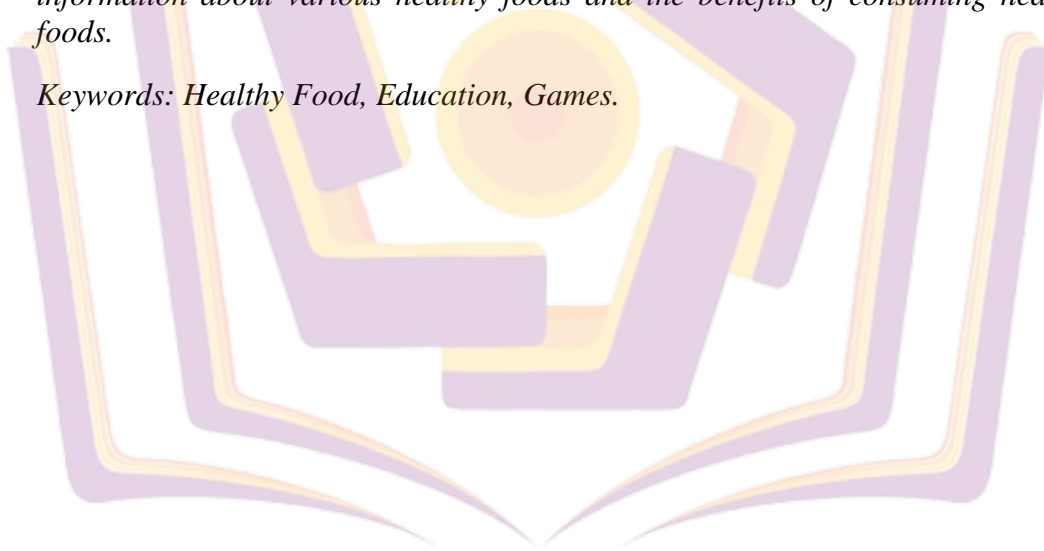 information about various healthy foods and the benefits of consuming
foods.
Keywords: Healthy Food, Education, Games.